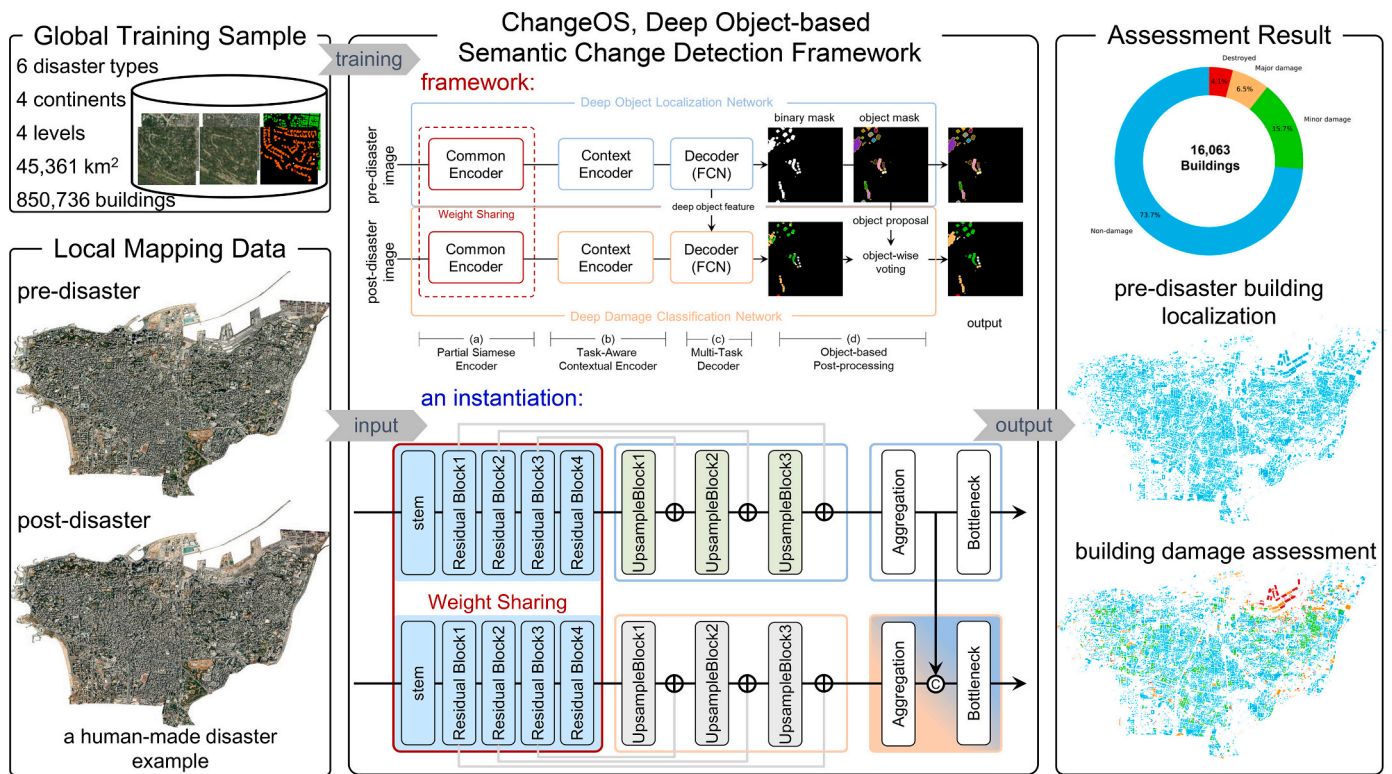 Global Training Sample
6 disaster types
4 continents
4 levels
45,361 km²
850,736 buildings
Local Mapping Data
pre-disaster
post-disaster
a human-made disaster
example
training
input
output
ChangeOS, Deep Object-based
Semantic Change Detection Framework
framework:
Deep Object Localization Network
binary mask
object mask
pre-disaster
image
Common
Encoder
Context
Encoder
Decoder
(FCN)
Weight Sharing
deep object feature
object proposal
post-disaster
image
Common
Encoder
Context
Encoder
Decoder
(FCN)
object-wise
voting
Deep Damage Classification Network
output
(a)
Partial Siamese
Encoder
(b)
Task-Aware
Contextual Encoder
(c)
Multi-Task
Decoder
(d)
Object-based
Post-processing
an instantiation:
stem
Residual Block1
Residual Block2
Residual Block3
Residual Block4
UpsampleBlock1
UpsampleBlock2
UpsampleBlock3
Aggregation
Bottleneck
Weight Sharing
stem
Residual Block1
Residual Block2
Residual Block3
Residual Block4
UpsampleBlock1
UpsampleBlock2
UpsampleBlock3
Aggregation
C
Bottleneck
Assessment Result
Destroyed
Major damage
6.5%
Minor damage
15.7%
16,063
Buildings
73.7%
Non-damage
pre-disaster building
localization
building damage assessment